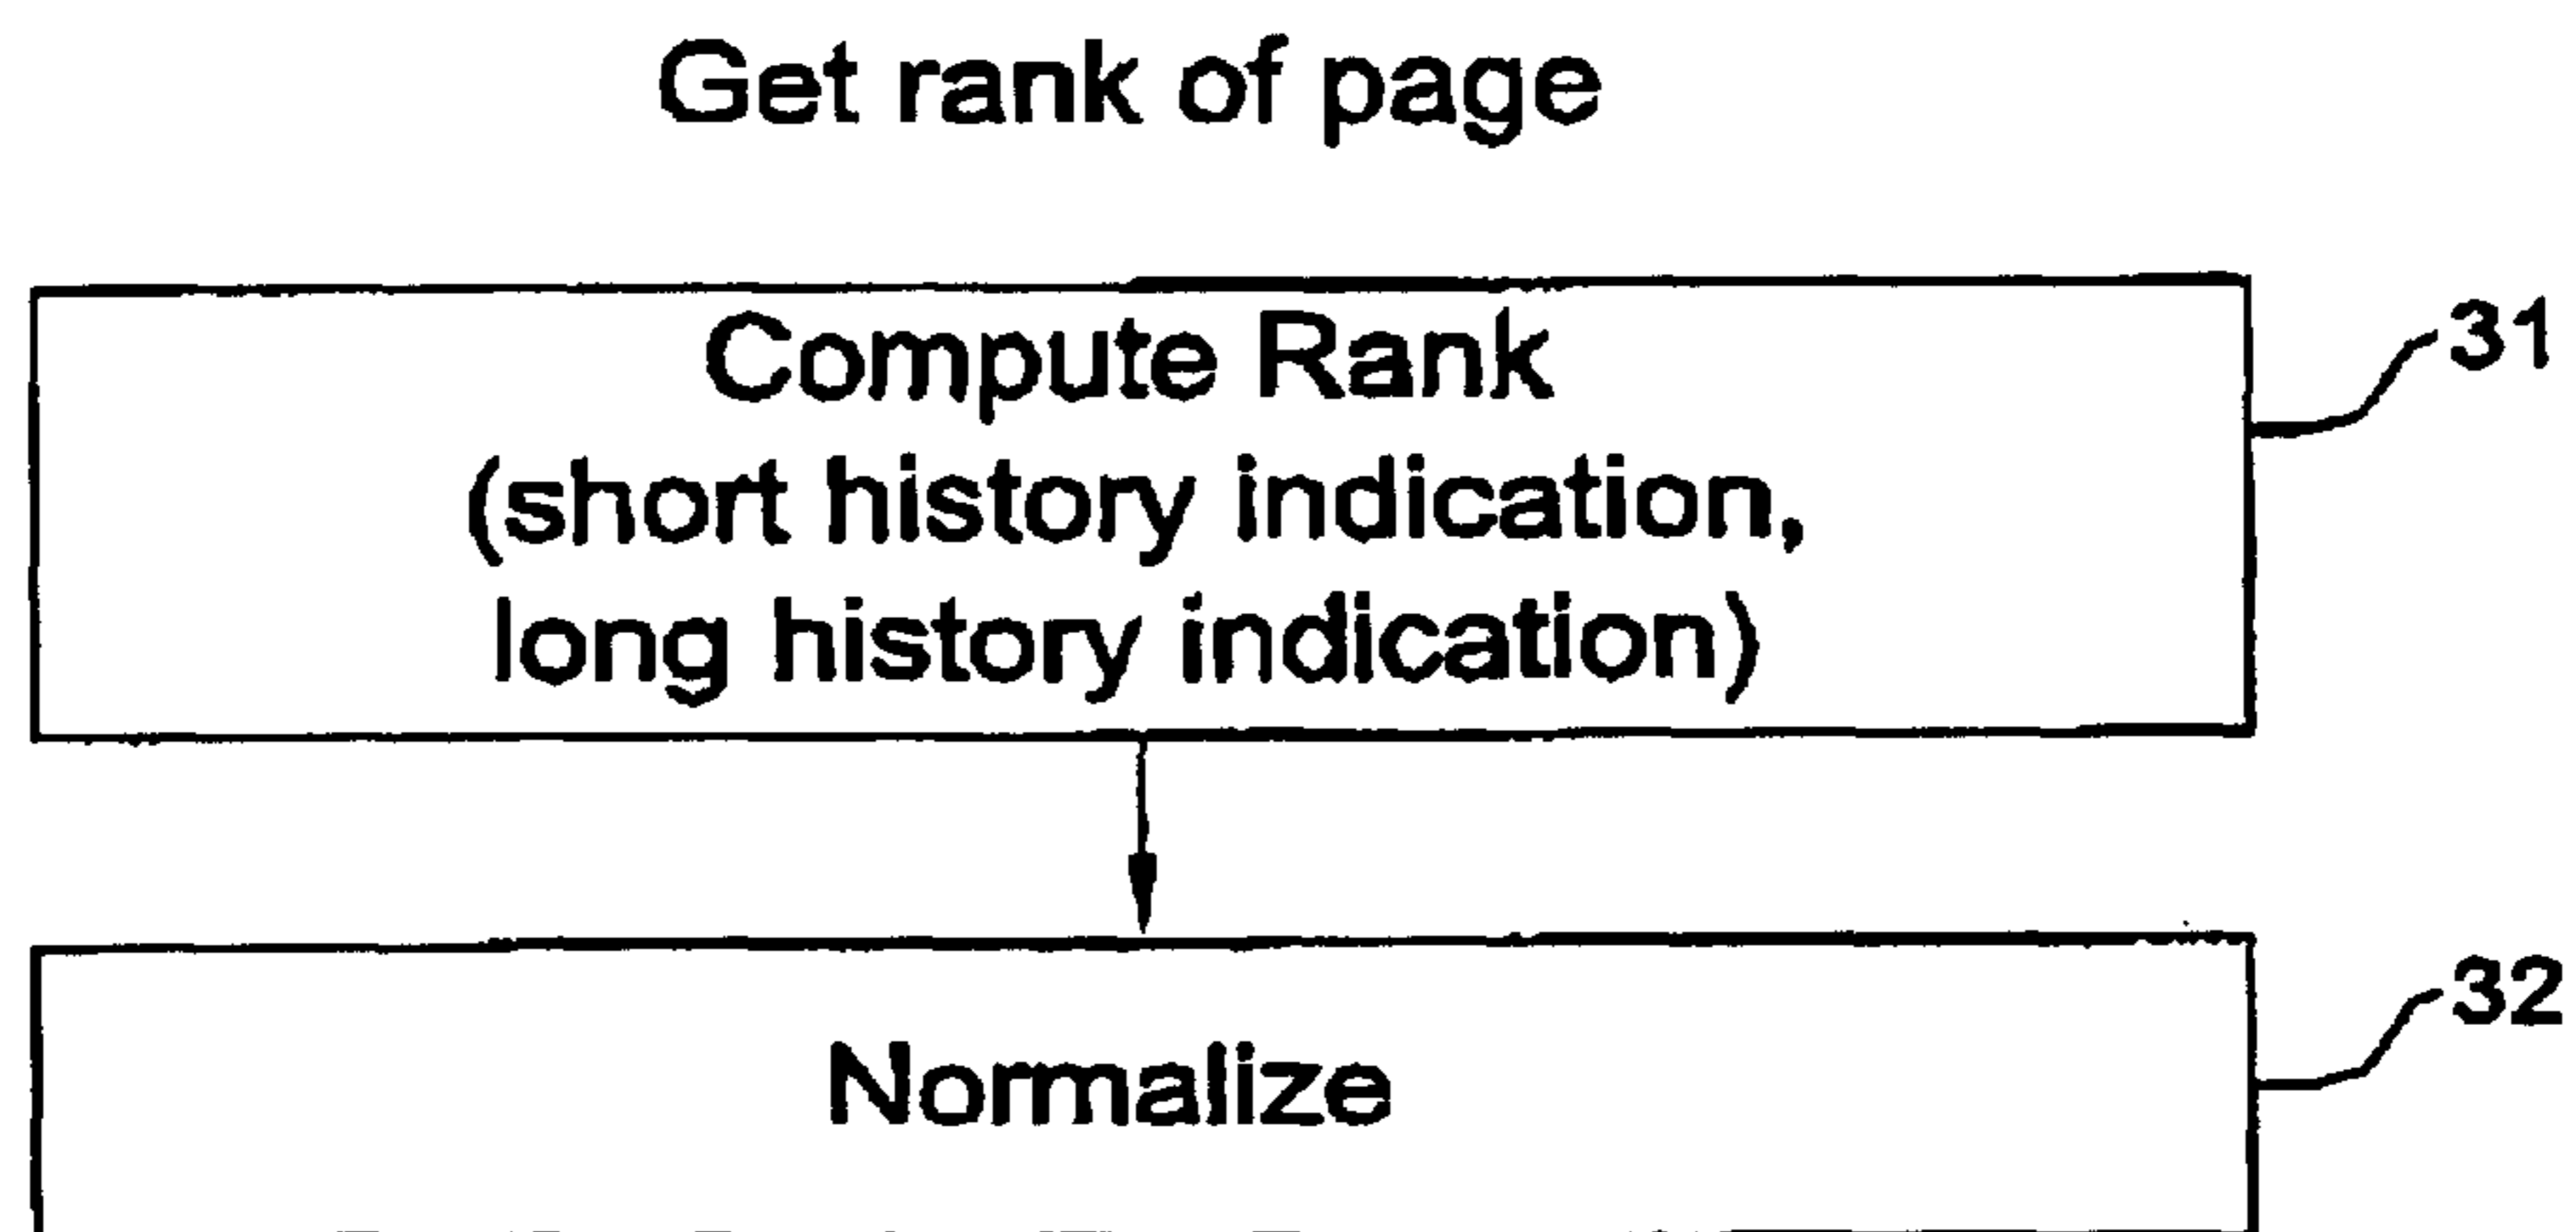 Get rank of page
Compute Rank
(short history indication,
long history indication)
31
Normalize
32